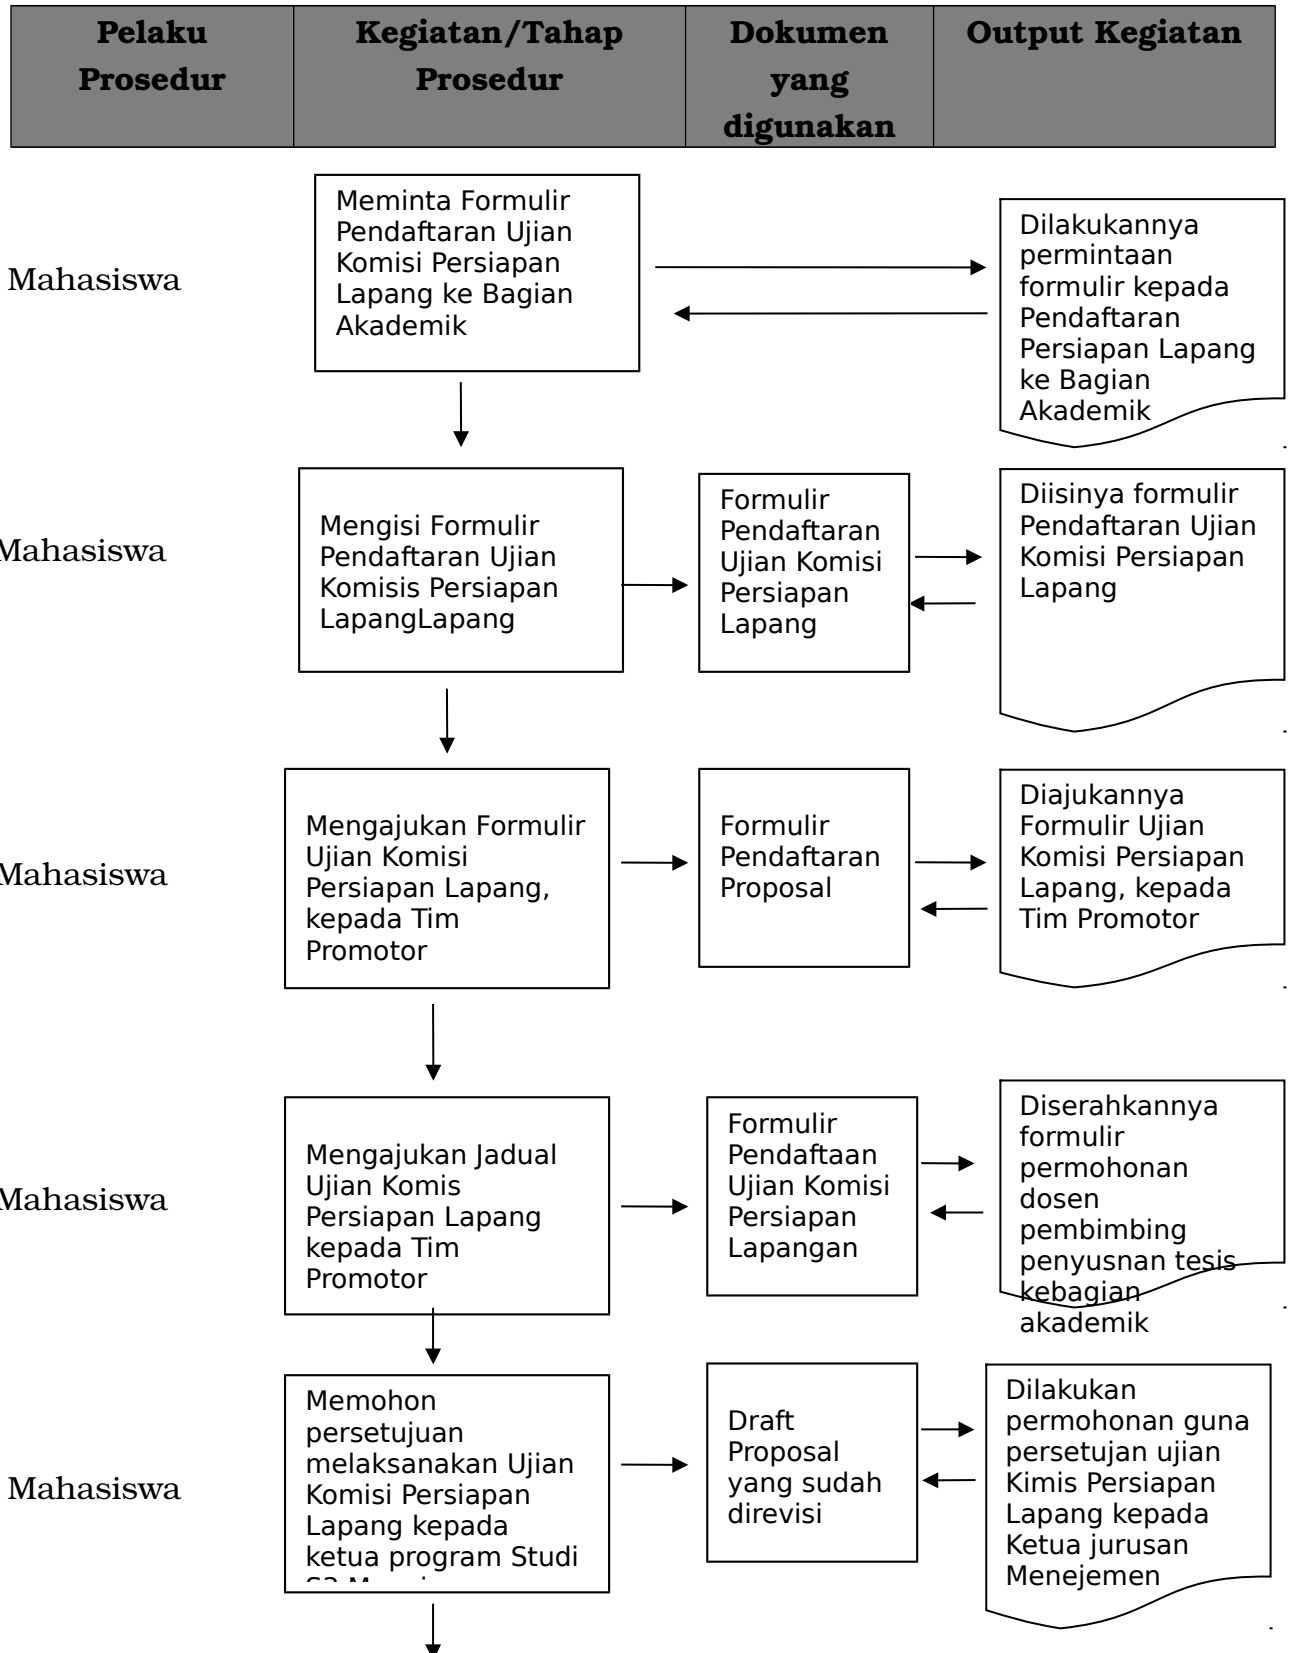 Pelaku
Prosedur
Kegiatan/Tahap
Prosedur
Dokumen
yang
digunakan
Output Kegiatan
Mahasiswa
Meminta Formulir
Pendaftaran Ujian
Komisi Persiapan
Lapang ke Bagian
Akademik
Dilakukannya
permintaan
formulir kepada
Pendaftaran
Persiapan Lapang
ke Bagian
Akademik
Mahasiswa
Mengisi Formulir
Pendaftaran Ujian
Komisis Persiapan
LapangLapang
Formulir
Pendaftaran
Ujian Komisi
Persiapan
Lapang
Diisinya formulir
Pendaftaran Ujian
Komisi Persiapan
Lapang
Mahasiswa
Mengajukan Formulir
Ujian Komisi
Persiapan Lapang,
kepada Tim
Promotor
Formulir
Pendaftaran
Proposal
Diajukannya
Formulir Ujian
Komisi Persiapan
Lapang, kepada
Tim Promotor
Mahasiswa
Mengajukan Jadual
Ujian Komis
Persiapan Lapang
kepada Tim
Promotor
Formulir
Pendaftaan
Ujian Komisi
Persiapan
Lapangan
Diserahkannya
formulir
permohonan
dosen
pembimbing
penyusnan tesis
kebagian
akademik
Mahasiswa
Memohon
persetujuan
melaksanakan Ujian
Komisi Persiapan
Lapang kepada
ketua program Studi
Draft
Proposal
yang sudah
direvisi
Dilakukan
permohonan guna
persetujan ujian
Kimis Persiapan
Lapang kepada
Ketua jurusan
Menejemen